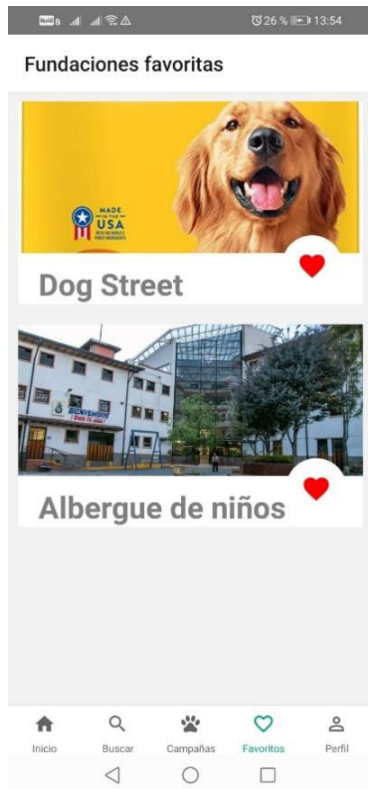 26 % 13:54
Fundaciones favoritas
MADE
IN THE
USA
Dog Street
BIENVENIDOS
Albergue de niños
Inicio Buscar Campañas Favoritos Perfil